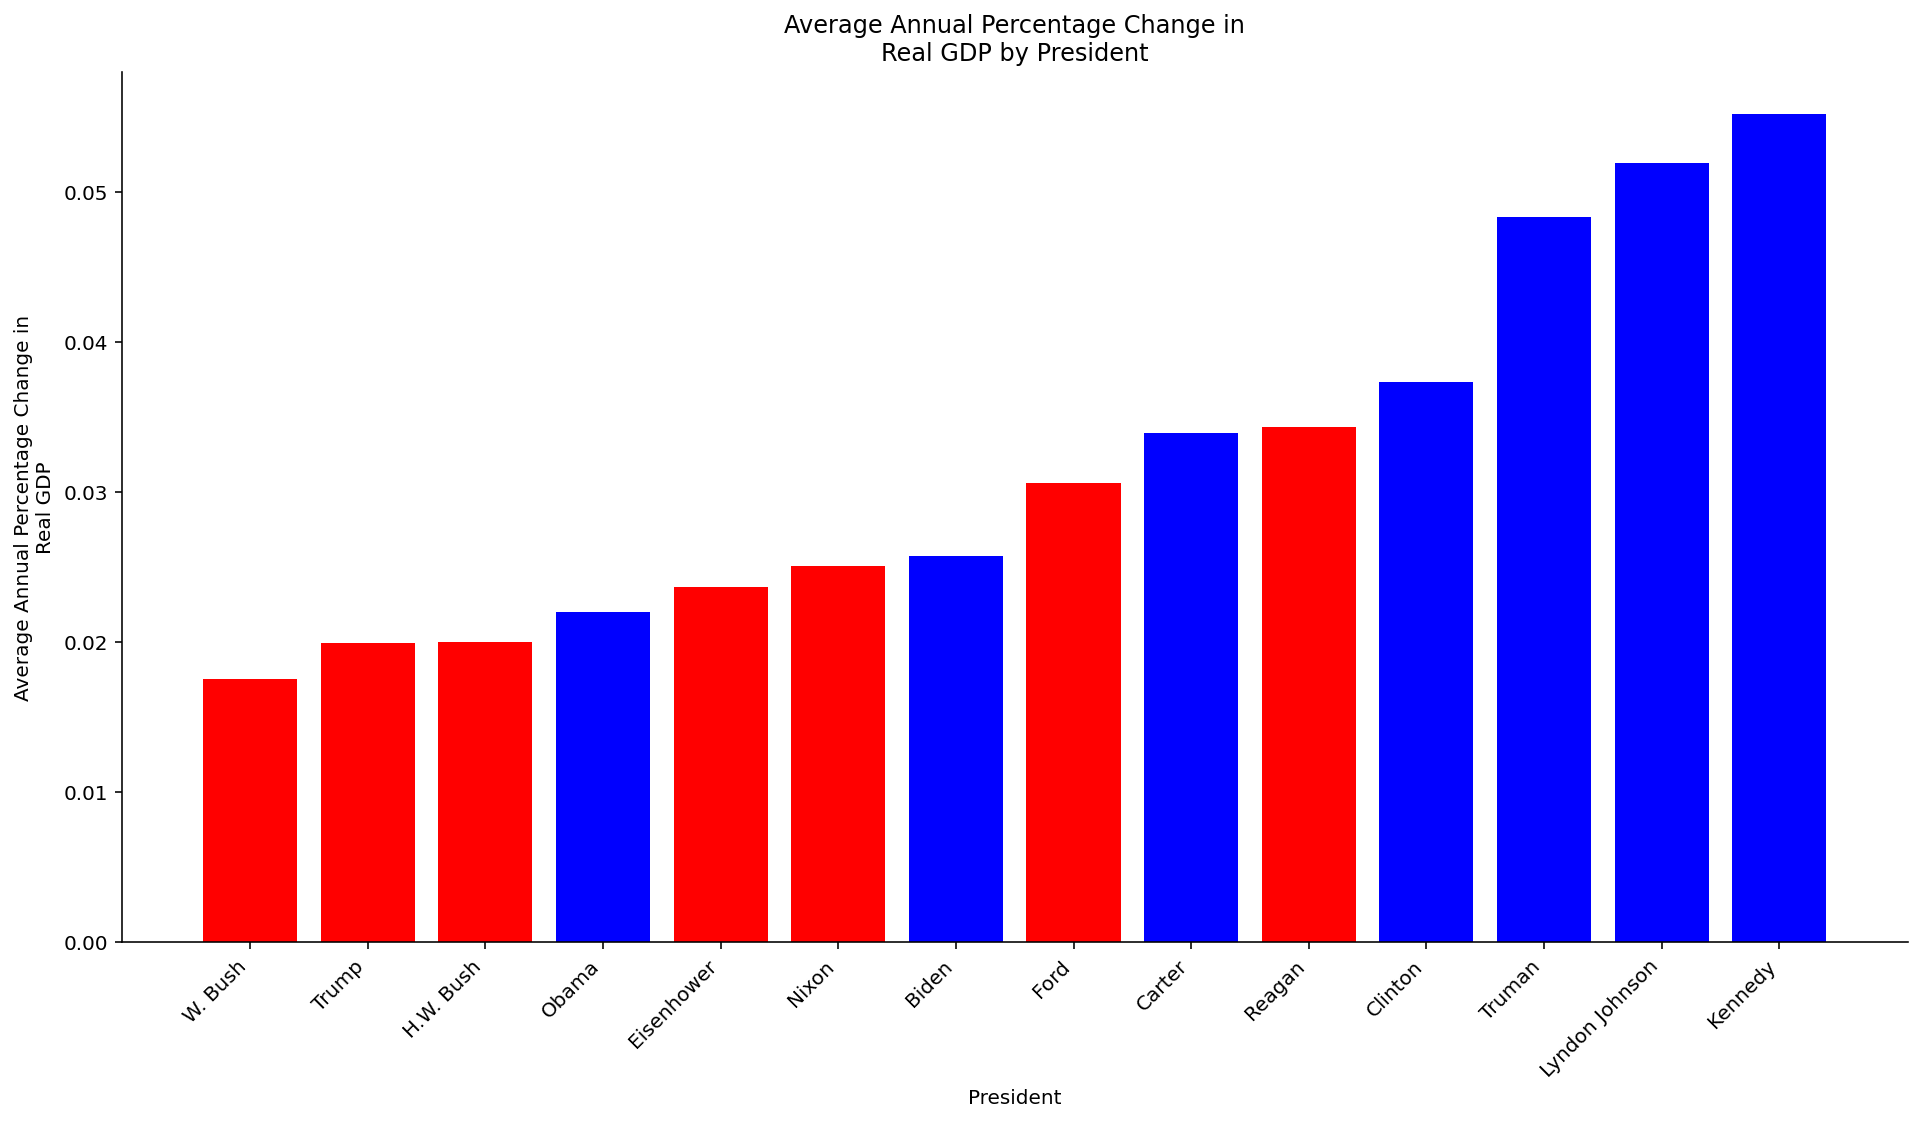 Average Annual Percentage Change in
Real GDP by President
Average Annual Percentage Change in
Real GDP
0.05
0.04
0.03
0.02
0.01
0.00
W. Bush
Trump
H.W. Bush
Obama
Eisenhower
Nixon
Biden
Ford
Carter
Reagan
Clinton
Truman
Lyndon Johnson
Kennedy
President